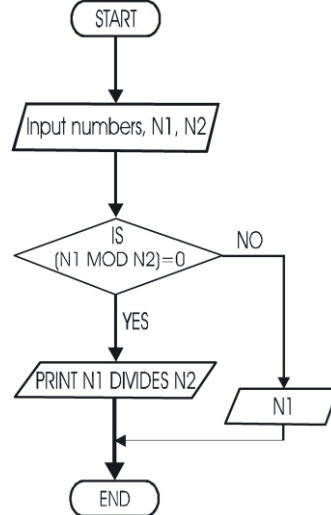 START
Input numbers, N1, N2
IS
(N1 MOD N2)=0
NO
YES
PRINT N1 DIVIDES N2
N1
END